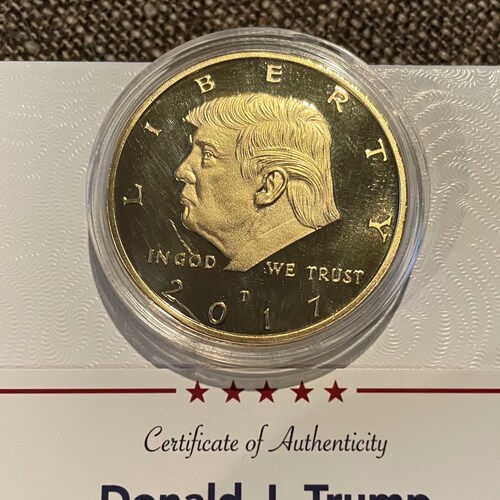 LIBERTY
IN GOD WE TRUST
D
2017
Certificate of Authenticity
Donald J. Trump